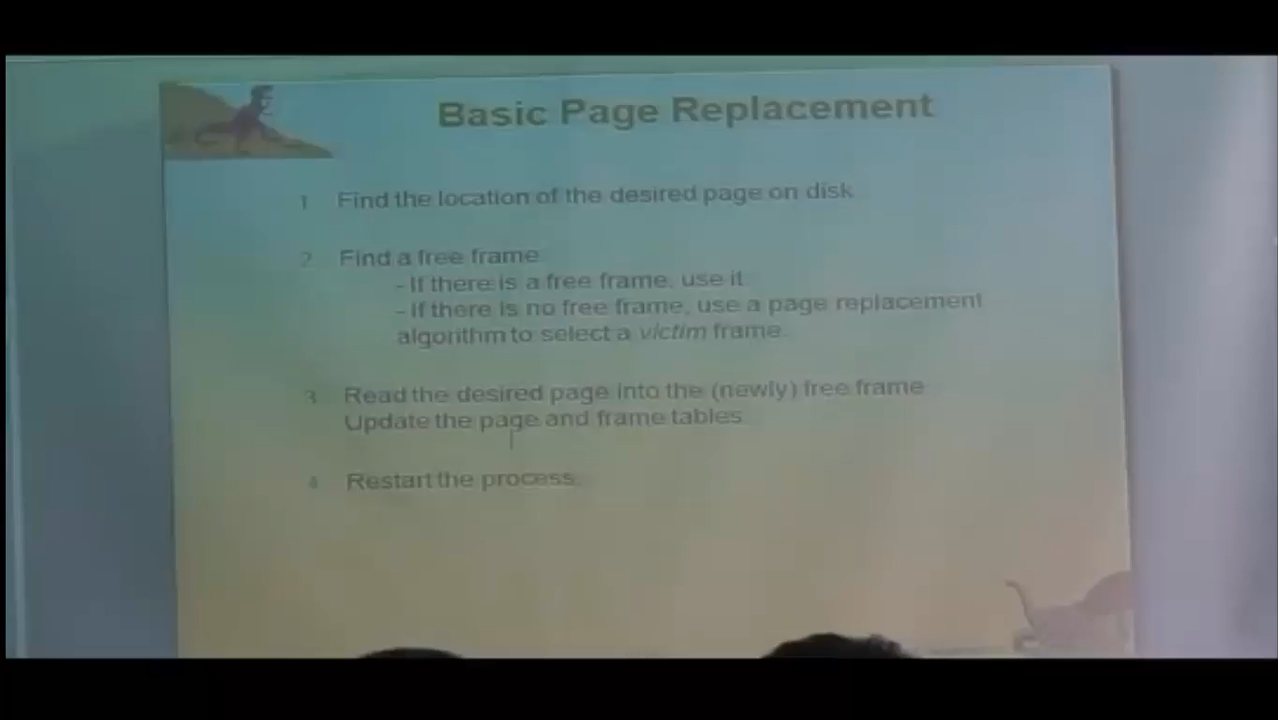 Basic Page Replacement
1. Find the location of the desired page on disk.
2. Find a free frame:
- If there is a free frame, use it.
- If there is no free frame, use a page replacement
algorithm to select a victim frame.
3. Read the desired page into the (newly) free frame.
Update the page and frame tables.
4. Restart the process.